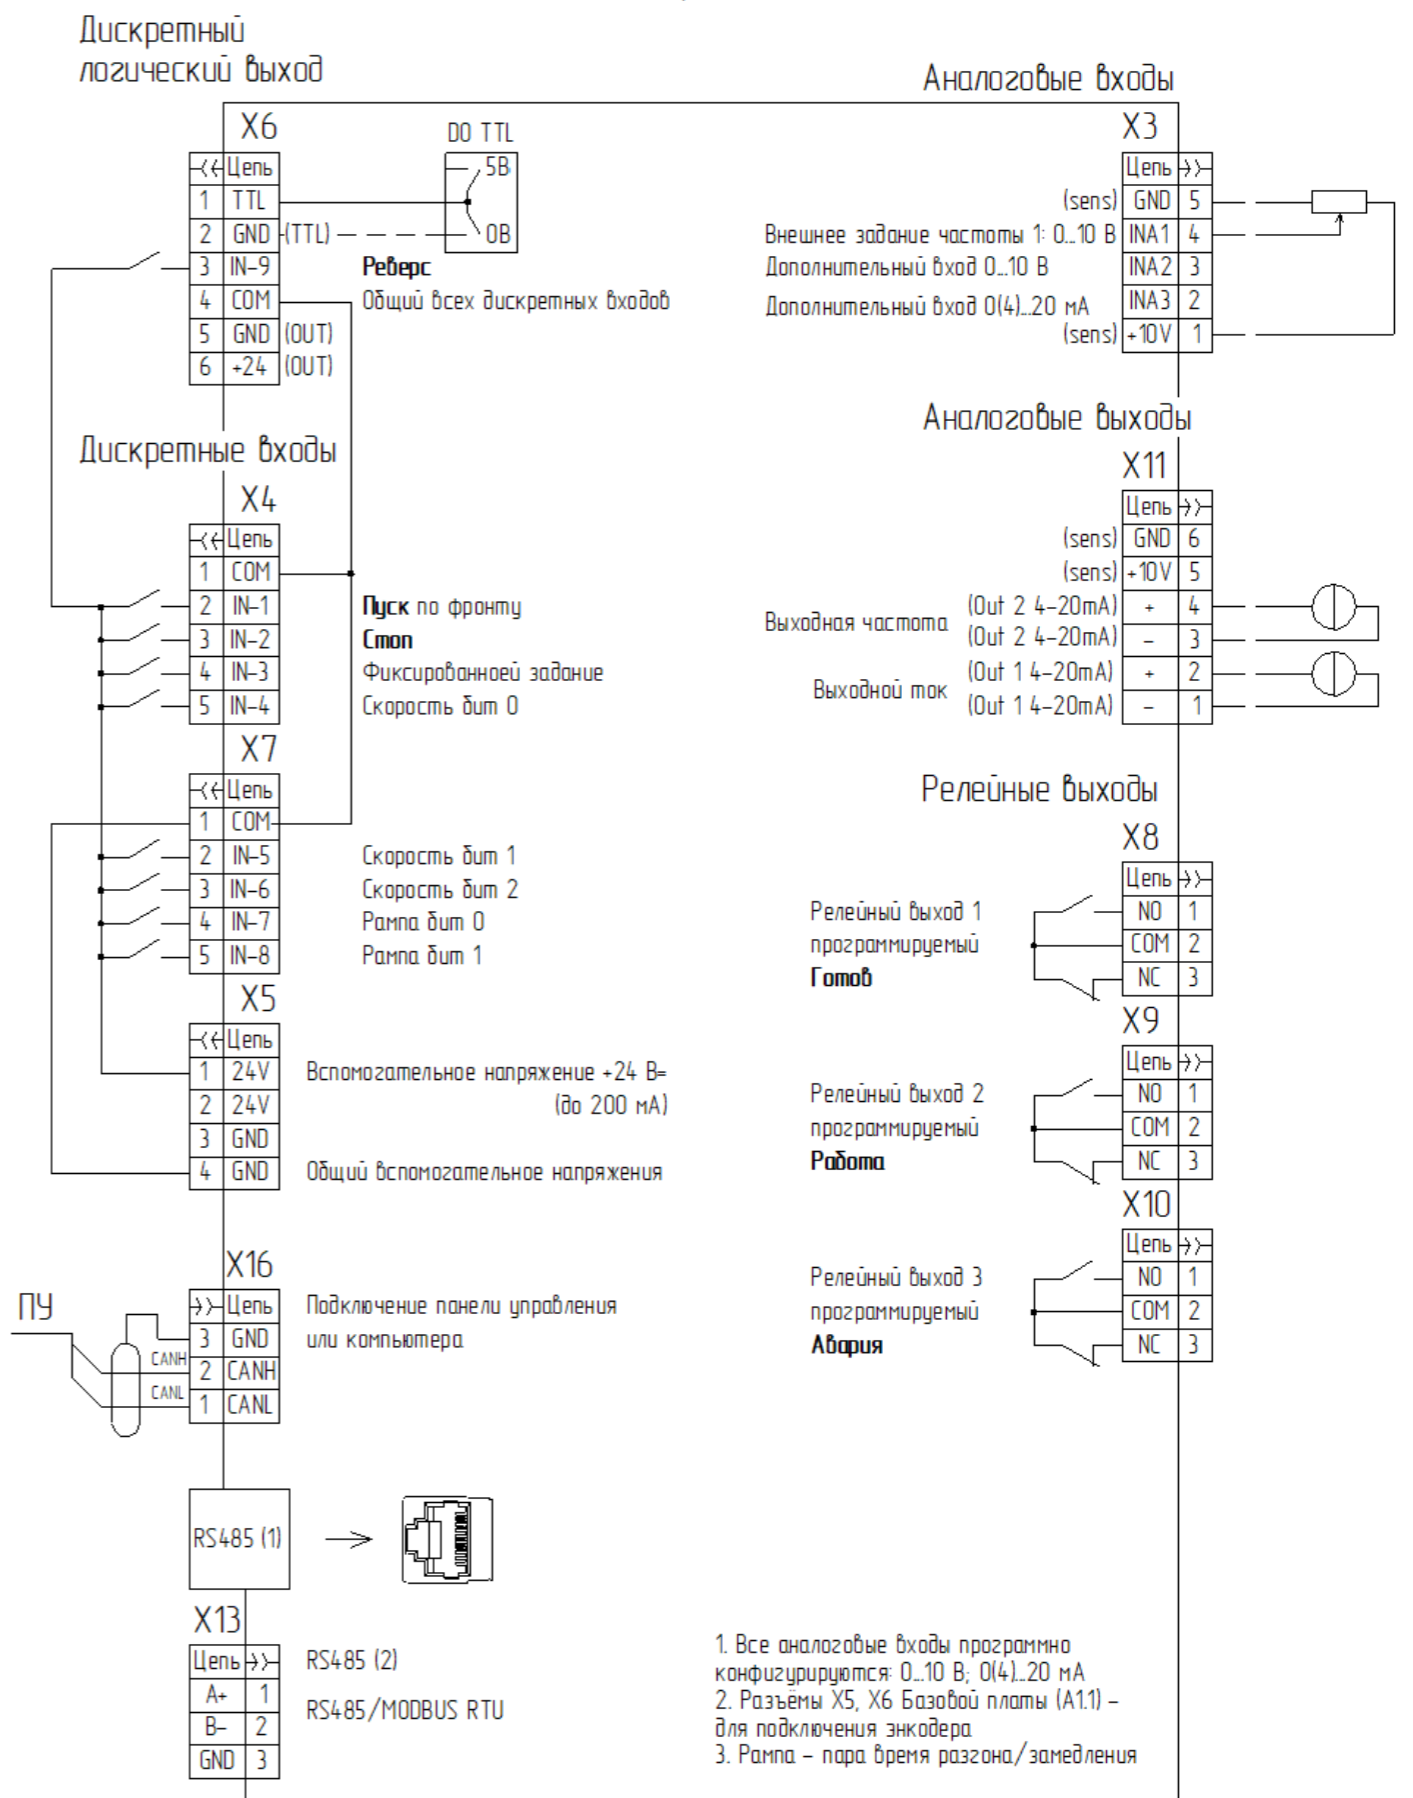 Дискретный
логический выход
X6
DO TTL
Цепь
1 TTL
5В
2 GND (TTL)
0В
3 IN-9 Реверс
4 COM Общий всех дискретных входов
5 GND (OUT)
6 +24 (OUT)
Дискретные входы
X4
Цепь
1 COM
2 IN-1 Пуск по фронту
3 IN-2 Стоп
4 IN-3 Фиксированноей задание
5 IN-4 Скорость бит 0
X7
Цепь
1 COM
2 IN-5 Скорость бит 1
3 IN-6 Скорость бит 2
4 IN-7 Рампа бит 0
5 IN-8 Рампа бит 1
X5
Цепь
1 24V Вспомогательное напряжение +24 В=
2 24V (до 200 мА)
3 GND
4 GND Общий вспомогательное напряжения
X16
ПУ
Цепь Подключение панели управления
3 GND или компьютера
CANH 2 CANH
CANL 1 CANL
RS485 (1)
X13
Цепь RS485 (2)
A+ 1
RS485/MODBUS RTU
B- 2
GND 3
Аналоговые входы
X3
Цепь
(sens) GND 5
Внешнее задание частоты 1: 0...10 В INA1 4
Дополнительный вход 0...10 В INA2 3
Дополнительный вход 0(4)...20 мА INA3 2
(sens) +10V 1
Аналоговые выходы
X11
Цепь
(sens) GND 6
(sens) +10V 5
(Out 2 4-20mA) + 4
Выходная частота
(Out 2 4-20mA) - 3
(Out 1 4-20mA) + 2
Выходной ток
(Out 1 4-20mA) - 1
Релейные выходы
X8
Цепь
Релейный выход 1 NO 1
программируемый COM 2
Готов NC 3
X9
Цепь
Релейный выход 2 NO 1
программируемый COM 2
Работа NC 3
X10
Цепь
Релейный выход 3 NO 1
программируемый COM 2
Авария NC 3
1. Все аналоговые входы программно
конфигурируются: 0...10 В; 0(4)...20 мА
2. Разъёмы X5, X6 Базовой платы (А1.1) –
для подключения энкодера
3. Рампа – пара время разгона/замедления